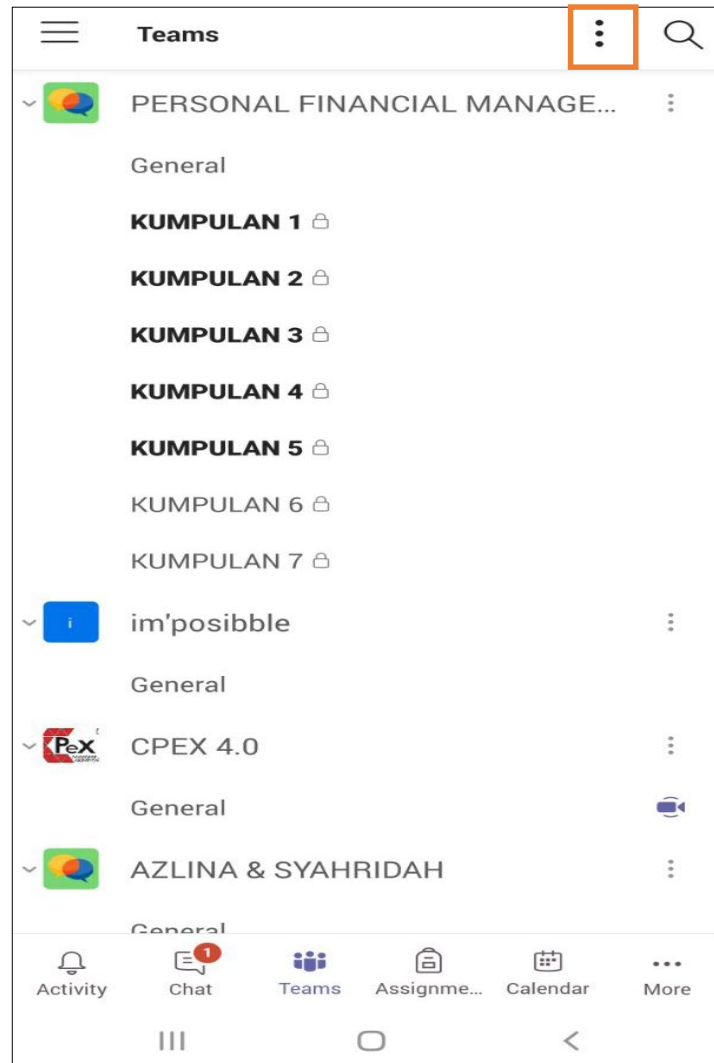 Teams
PERSONAL FINANCIAL MANAGE...
General
KUMPULAN 1
KUMPULAN 2
KUMPULAN 3
KUMPULAN 4
KUMPULAN 5
KUMPULAN 6
KUMPULAN 7
i im'posibble
General
PeX CPEX 4.0
General
AZLINA & SYAHRIDAH
General
1
Activity Chat Teams Assignme... Calendar More